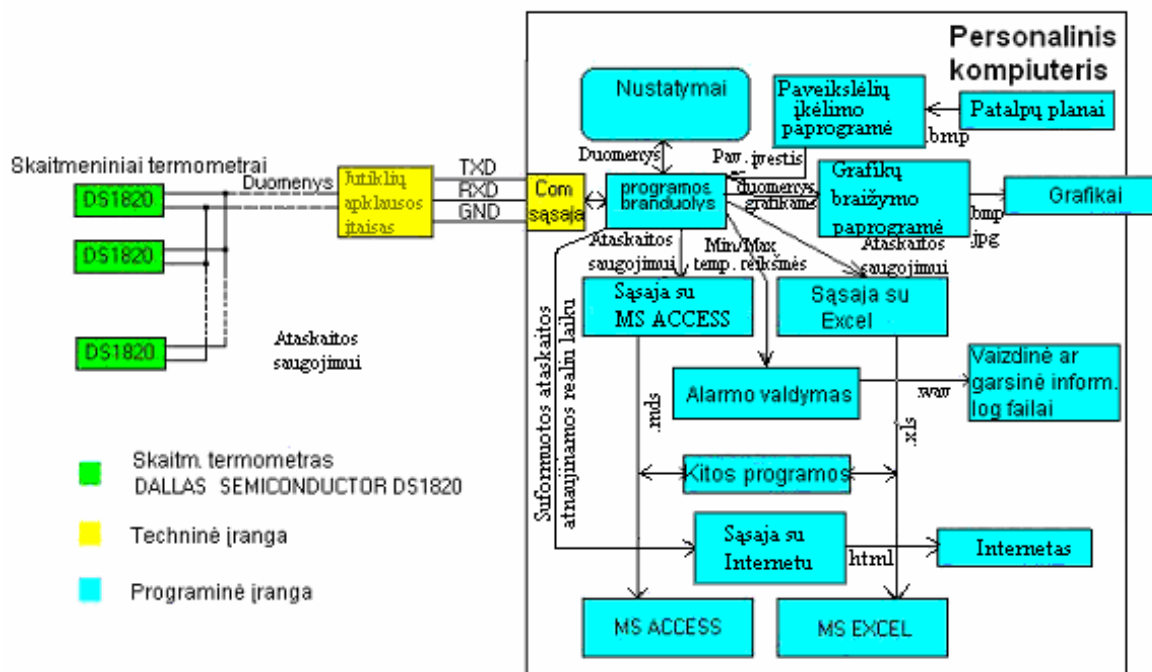 Personalinis
kompiuteris
Nustatymai
Paveikslėlių
įkėlimo
paprogramė
Patalpų planai
.bmp
Duomenys
Pav. įvestis
Skaitmeniniai termometrai
DS1820
DS1820
DS1820
Duomenys
Jutiklių
apklausos
įtaisas
TXD
RXD
GND
Com
sąsaja
programos
branduolys
duomenys
grafikams
Grafikų
braižymo
paprogramė
.bmp
.jpg
Grafikai
Ataskaitos
saugojimui
Min/Max
temp. reikšmės
Ataskaitos
saugojimui
Sąsaja su
MS ACCESS
Sąsaja su
Excel
Ataskaitos
saugojimui
Suformuotos ataskaitos
atnaujinamos realiu laiku
Alarmo valdymas
.wav
Vaizdinė ar
garsinė inform.
log failai
.mds
.xls
Kitos programos
Sąsaja su
Internetu
html
Internetas
MS ACCESS
MS EXCEL
Skaitm. termometras
DALLAS SEMICONDUCTOR DS1820
Techninė įranga
Programinė įranga